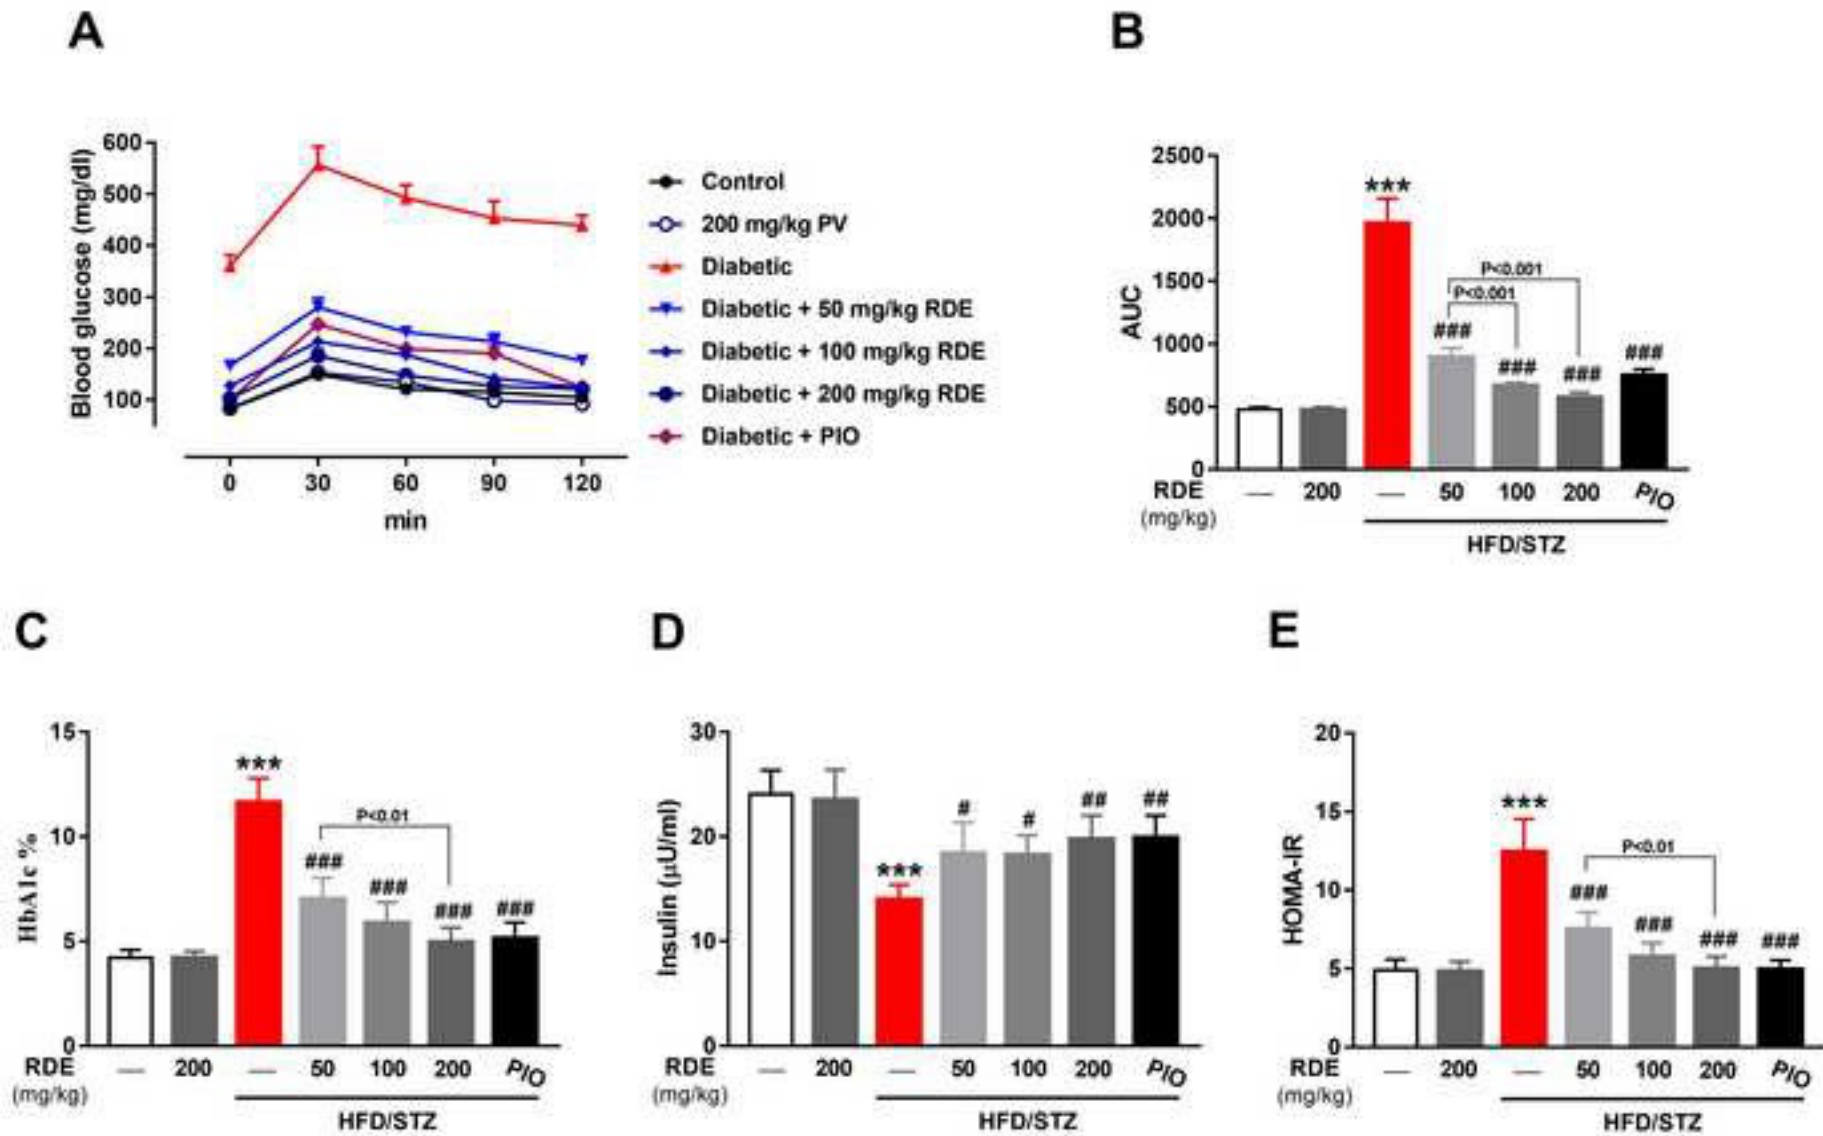 A
Blood glucose (mg/dl)
600
500
400
300
200
100
0 30 60 90 120
min
Control
200 mg/kg PV
Diabetic
Diabetic + 50 mg/kg RDE
Diabetic + 100 mg/kg RDE
Diabetic + 200 mg/kg RDE
Diabetic + PIO
B
AUC
2500
2000
1500
1000
500
0
***
P<0.001
P<0.001
###
###
###
###
RDE — 200 — 50 100 200 PIO
(mg/kg)
HFD/STZ
C
HbA1c %
15
10
5
0
***
P<0.01
###
###
###
###
RDE — 200 — 50 100 200 PIO
(mg/kg)
HFD/STZ
D
Insulin (µU/ml)
30
20
10
0
***
#
#
##
##
RDE — 200 — 50 100 200 PIO
(mg/kg)
HFD/STZ
E
HOMA-IR
20
15
10
5
0
***
P<0.01
###
###
###
###
RDE — 200 — 50 100 200 PIO
(mg/kg)
HFD/STZ